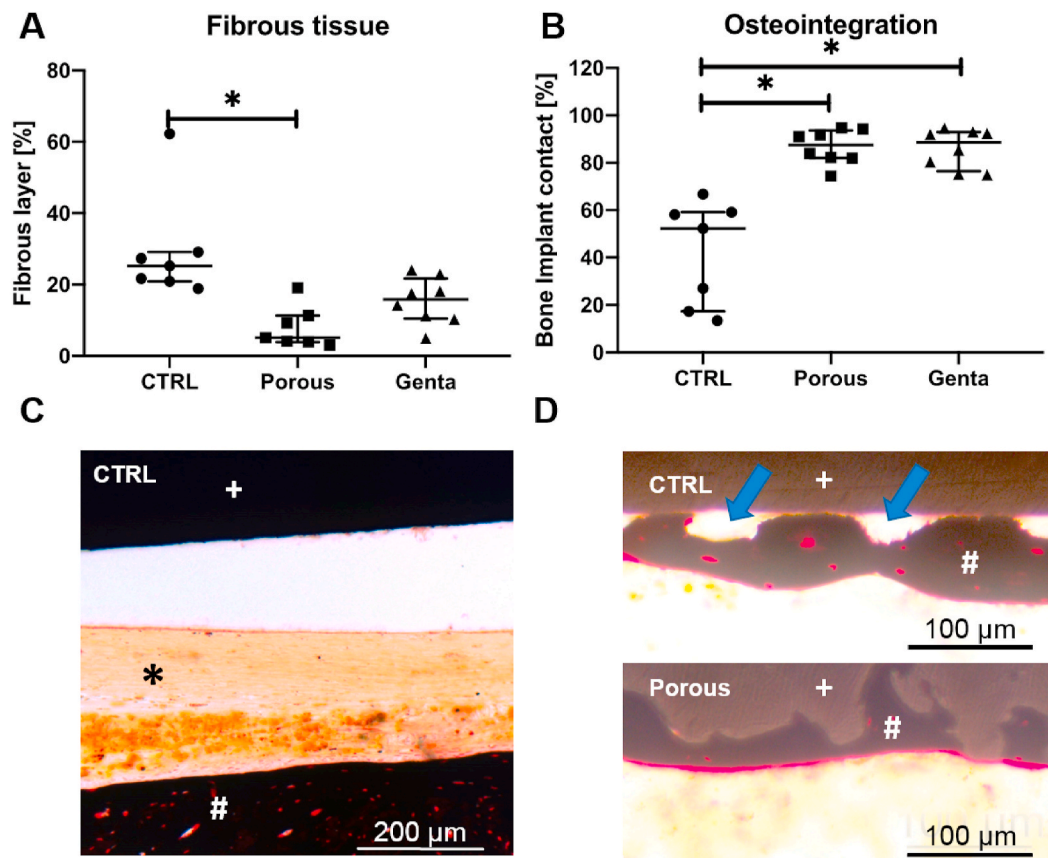 A
Fibrous tissue
*
Fibrous layer [%]
80
60
40
20
0
CTRL
Porous
Genta
B
Osteointegration
*
*
Bone Implant contact [%]
120
100
80
60
40
20
0
CTRL
Porous
Genta
C
CTRL
+
*
#
200 µm
D
CTRL
+
#
100 µm
Porous
+
#
100 µm